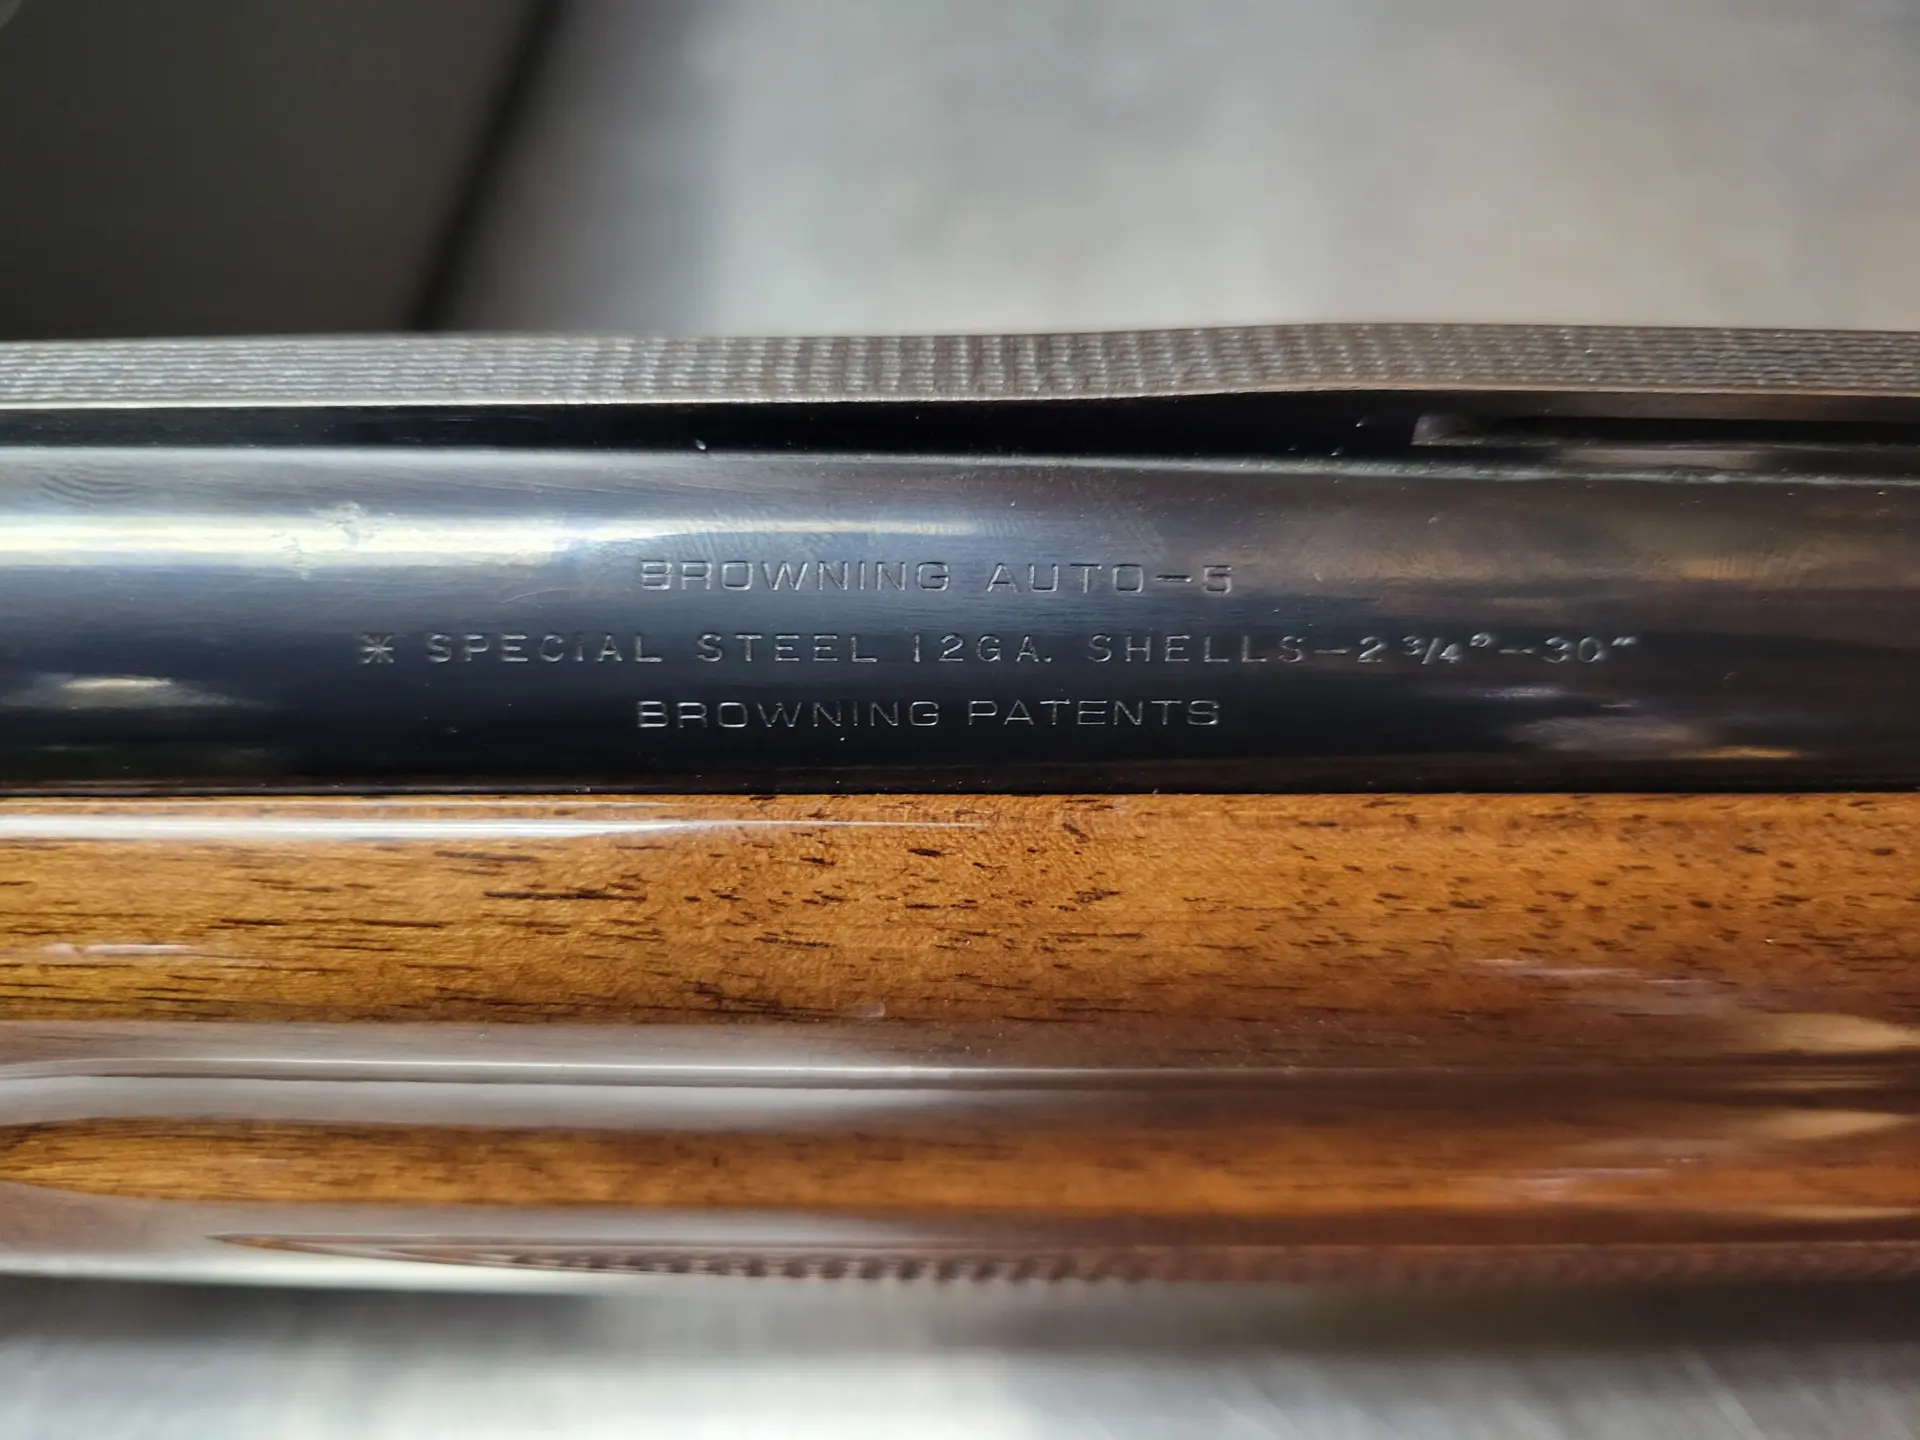 BROWNING AUTO-5
* SPECIAL STEEL 12GA. SHELLS-2 3/4"-30"
BROWNING PATENTS